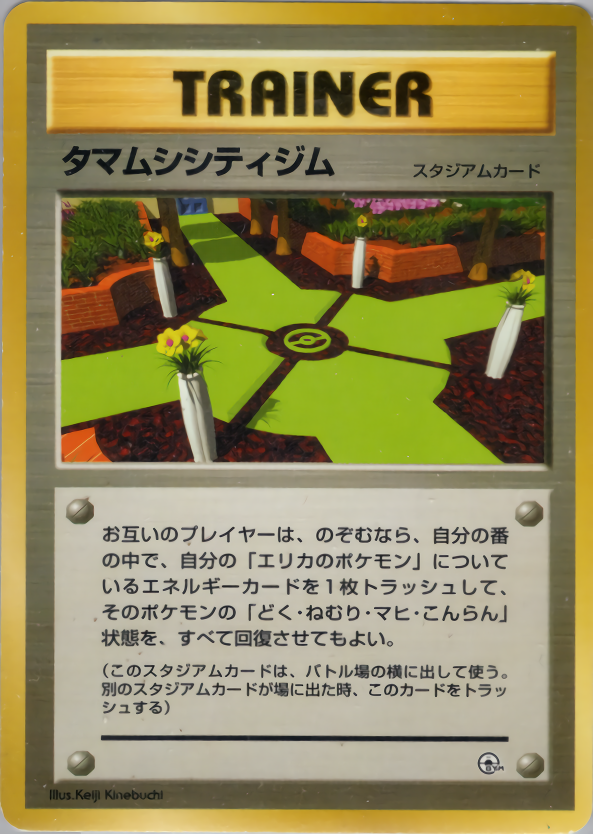 TRAINER
タマムシシティジム
スタジアムカード
お互いのプレイヤーは、のぞむなら、自分の番
の中で、自分の「エリカのポケモン」について
いるエネルギーカードを1枚トラッシュして、
そのポケモンの「どく・ねむり・マヒ・こんらん」
状態を、すべて回復させてもよい。
(このスタジアムカードは、バトル場の横に出して使う。
別のスタジアムカードが場に出た時、このカードをトラッ
シュする)
GYM
Illus.Keiji Kinebuchi